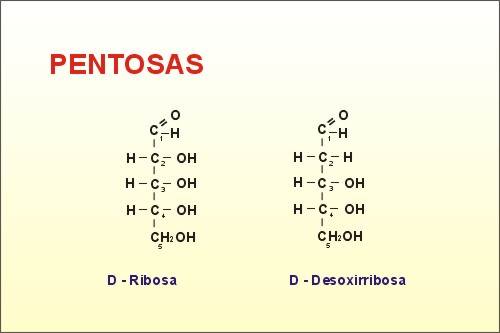 PENTOSAS
O
C – H
1
H – C – OH
2
H – C – OH
3
H – C – OH
4
CH2OH
5
D - Ribosa
O
C – H
1
H – C – H
2
H – C – OH
3
H – C – OH
4
CH2OH
5
D - Desoxirribosa